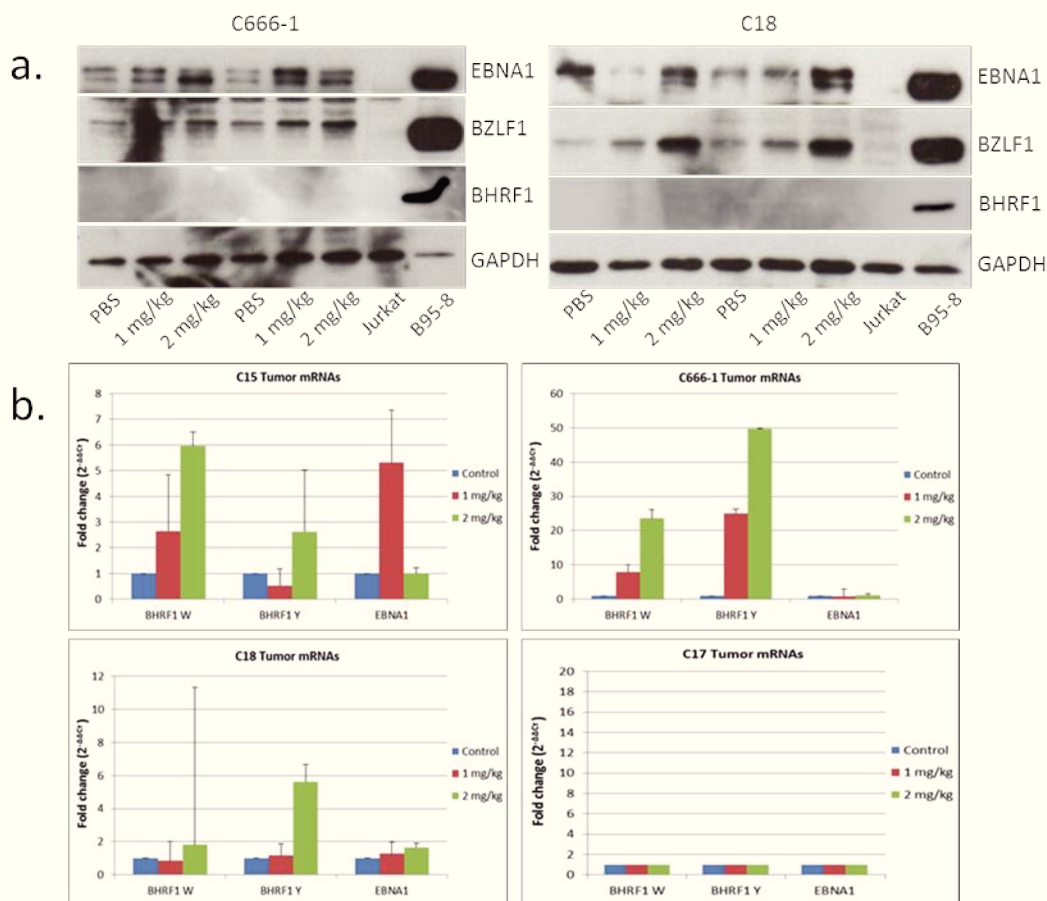 C666-1
C18
a.
EBNA1
BZLF1
BHRF1
GAPDH
EBNA1
BZLF1
BHRF1
GAPDH
PBS 1 mg/kg 2 mg/kg PBS 1 mg/kg 2 mg/kg Jurkat B95-8
PBS 1 mg/kg 2 mg/kg PBS 1 mg/kg 2 mg/kg Jurkat B95-8
b.
C15 Tumor mRNAs
Fold change (2^-ΔΔCT)
8
7
6
5
4
3
2
1
0
Control
1 mg/kg
2 mg/kg
BHRF1 W BHRF1 Y EBNA1
C666-1 Tumor mRNAs
Fold change (2^-ΔΔCT)
60
50
40
30
20
10
0
Control
1 mg/kg
2 mg/kg
BHRF1 W BHRF1 Y EBNA1
C18 Tumor mRNAs
Fold change (2^-ΔΔCT)
12
10
8
6
4
2
0
Control
1 mg/kg
2 mg/kg
BHRF1 W BHRF1 Y EBNA1
C17 Tumor mRNAs
Fold change (2^-ΔΔCT)
20
18
16
14
12
10
8
6
4
2
0
Control
1 mg/kg
2 mg/kg
BHRF1 W BHRF1 Y EBNA1